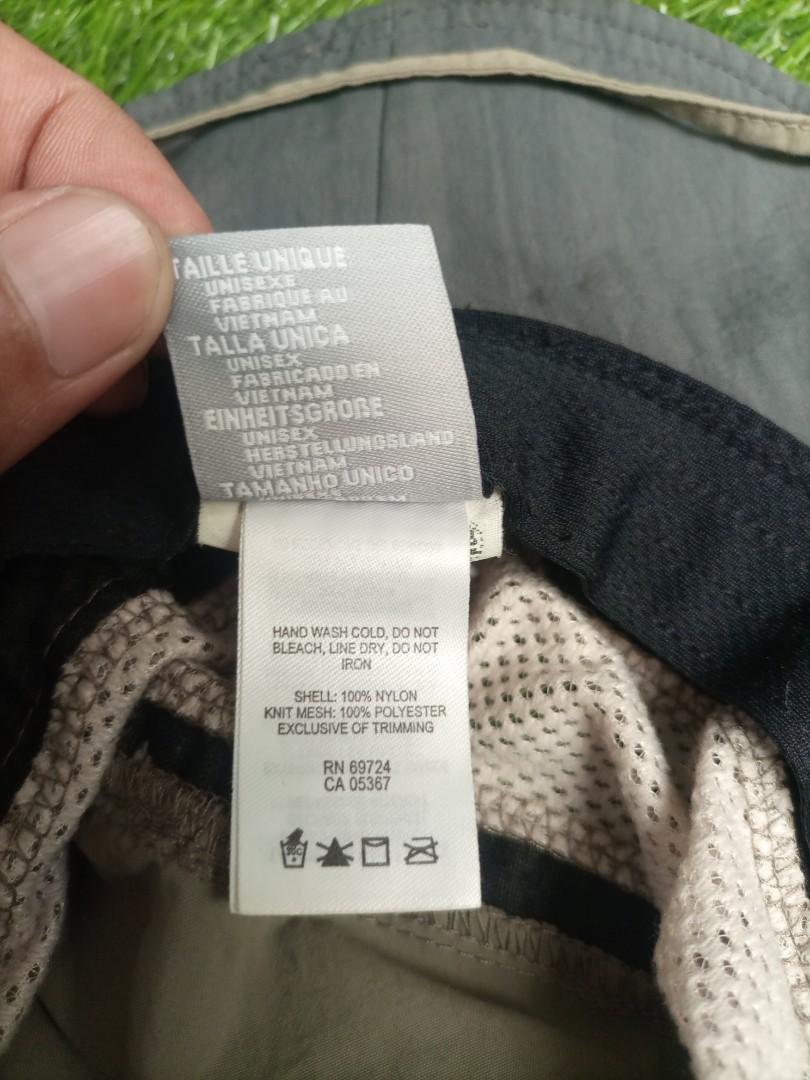 TAILLE UNIQUE
UNISEXE
FABRIQUE AU
VIETNAM
TALLA UNICA
UNISEX
FABRICADO EN
VIETNAM
EINHEITSGROBE
UNISEX
HERSTELLUNGSLAND
VIETNAM
TAMANHO UNICO
HAND WASH COLD, DO NOT
BLEACH, LINE DRY, DO NOT
IRON
SHELL: 100% NYLON
KNIT MESH: 100% POLYESTER
EXCLUSIVE OF TRIMMING
RN 69724
CA 05367
30C